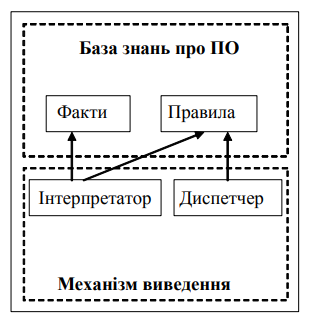 База знань про ПО
Факти
Правила
Інтерпретатор
Диспетчер
Механізм виведення